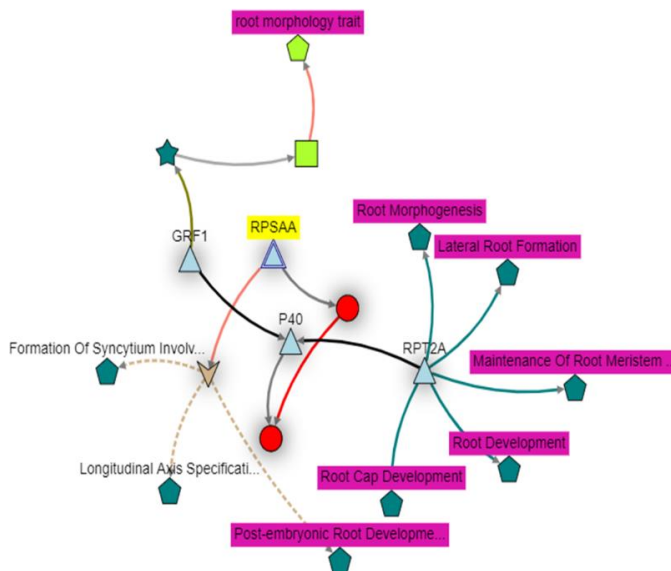 root morphology trait
Root Morphogenesis
GRF1
RPSAA
Lateral Root Formation
P40
Formation Of Syncytium Involv...
RPT2A
Maintenance Of Root Meristem ...
Root Development
Longitudinal Axis Specificati...
Root Cap Development
Post-embryonic Root Developme...